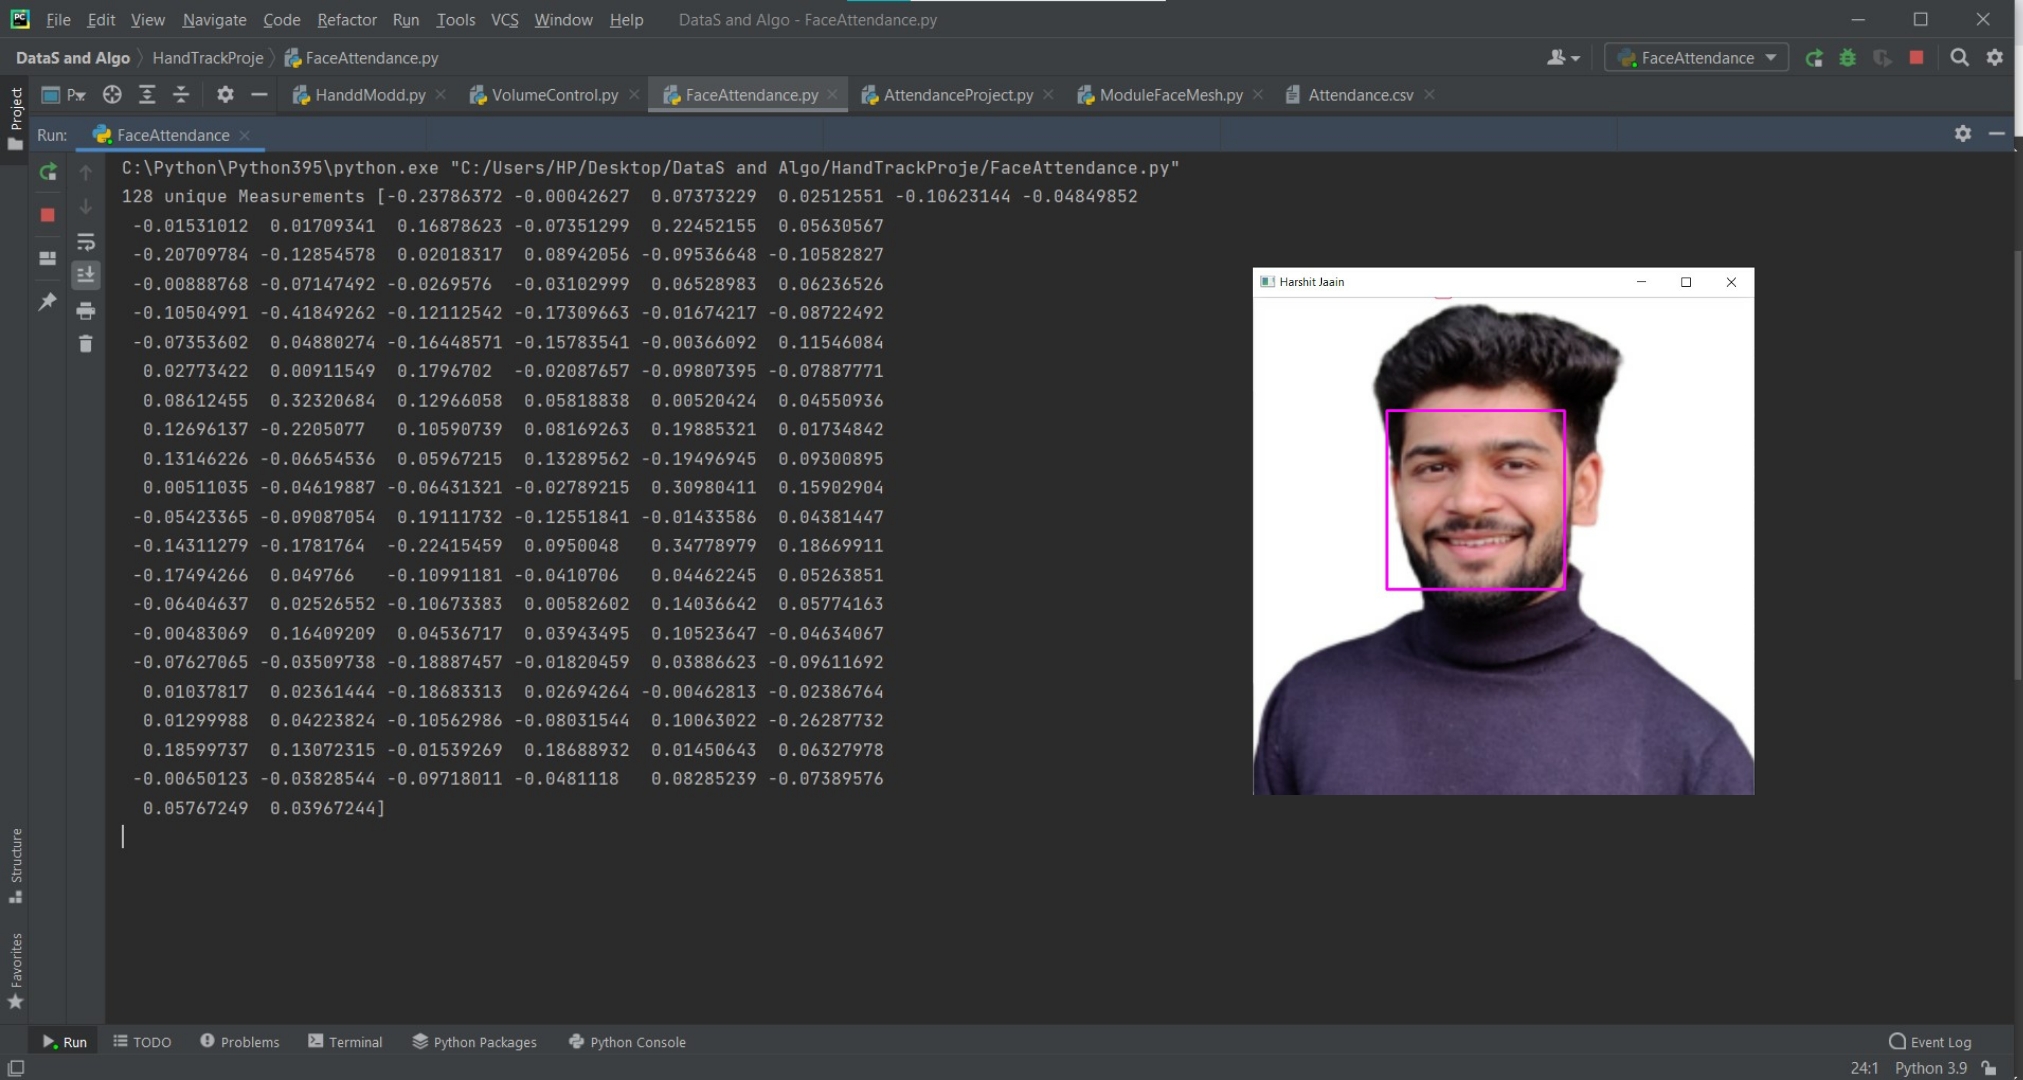 File Edit View Navigate Code Refactor Run Tools VCS Window Help DataS and Algo - FaceAttendance.py
DataS and Algo HandTrackProje FaceAttendance.py FaceAttendance
Project
P HanddModd.py VolumeControl.py FaceAttendance.py AttendanceProject.py ModuleFaceMesh.py Attendance.csv
Run: FaceAttendance
C:\Python\Python395\python.exe "C:/Users/HP/Desktop/DataS and Algo/HandTrackProje/FaceAttendance.py"
128 unique Measurements [-0.23786372 -0.00042627 0.07373229 0.02512551 -0.10623144 -0.04849852
-0.01531012 0.01709341 0.16878623 -0.07351299 0.22452155 0.05630567
-0.20709784 -0.12854578 0.02018317 0.08942056 -0.09536648 -0.10582827
-0.00888768 -0.07147492 -0.0269576 -0.03102999 0.06528983 0.06236526
-0.10504991 -0.41849262 -0.12112542 -0.17309663 -0.01674217 -0.08722492
-0.07353602 0.04880274 -0.16448571 -0.15783541 -0.00366092 0.11546084
0.02773422 0.00911549 0.1796702 -0.02087657 -0.09807395 -0.07887771
0.08612455 0.32320684 0.12966058 0.05818838 0.00520424 0.04550936
0.12696137 -0.2205077 0.10590739 0.08169263 0.19885321 0.01734842
0.13146226 -0.06654536 0.05967215 0.13289562 -0.19496945 0.09300895
0.00511035 -0.04619887 -0.06431321 -0.02789215 0.30980411 0.15902904
-0.05423365 -0.09087054 0.19111732 -0.12551841 -0.01433586 0.04381447
-0.14311279 -0.1781764 -0.22415459 0.0950048 0.34778979 0.18669911
-0.17494266 0.049766 -0.10991181 -0.0410706 0.04462245 0.05263851
-0.06404637 0.02526552 -0.10673383 0.00582602 0.14036642 0.05774163
-0.00483069 0.16409209 0.04536717 0.03943495 0.10523647 -0.04634067
-0.07627065 -0.03509738 -0.18887457 -0.01820459 0.03886623 -0.09611692
0.01037817 0.02361444 -0.18683313 0.02694264 -0.00462813 -0.02386764
0.01299988 0.04223824 -0.10562986 -0.08031544 0.10063022 -0.26287732
0.18599737 0.13072315 -0.01539269 0.18688932 0.01450643 0.06327978
-0.00650123 -0.03828544 -0.09718011 -0.0481118 0.08285239 -0.07389576
0.05767249 0.03967244]
Harshit Jaain
Structure
Favorites
Run TODO Problems Terminal Python Packages Python Console Event Log
24:1 Python 3.9